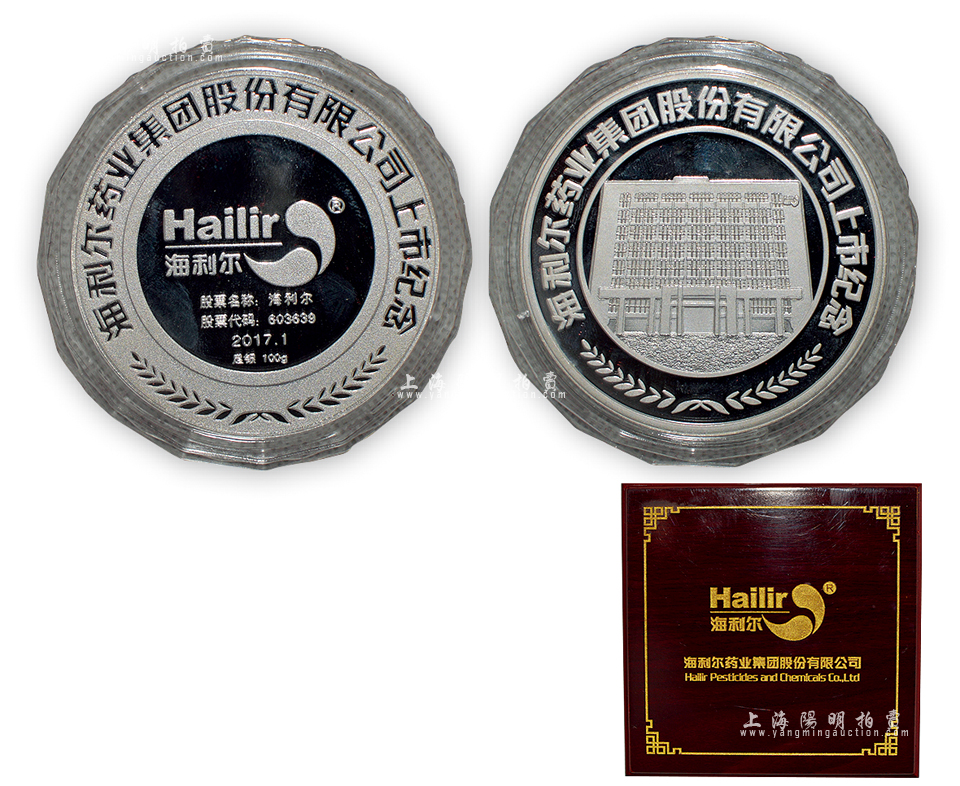 海利尔药业集团股份有限公司上市纪念
Hailir®
海利尔
股票名称：海利尔
股票代码：603639
2017.1
足银 100g
海利尔药业集团股份有限公司上市纪念
Hailir®
海利尔
海利尔药业集团股份有限公司
Hailir Pesticides and Chemicals Co.,Ltd
上海陽明拍賣
www.yangmingauction.com